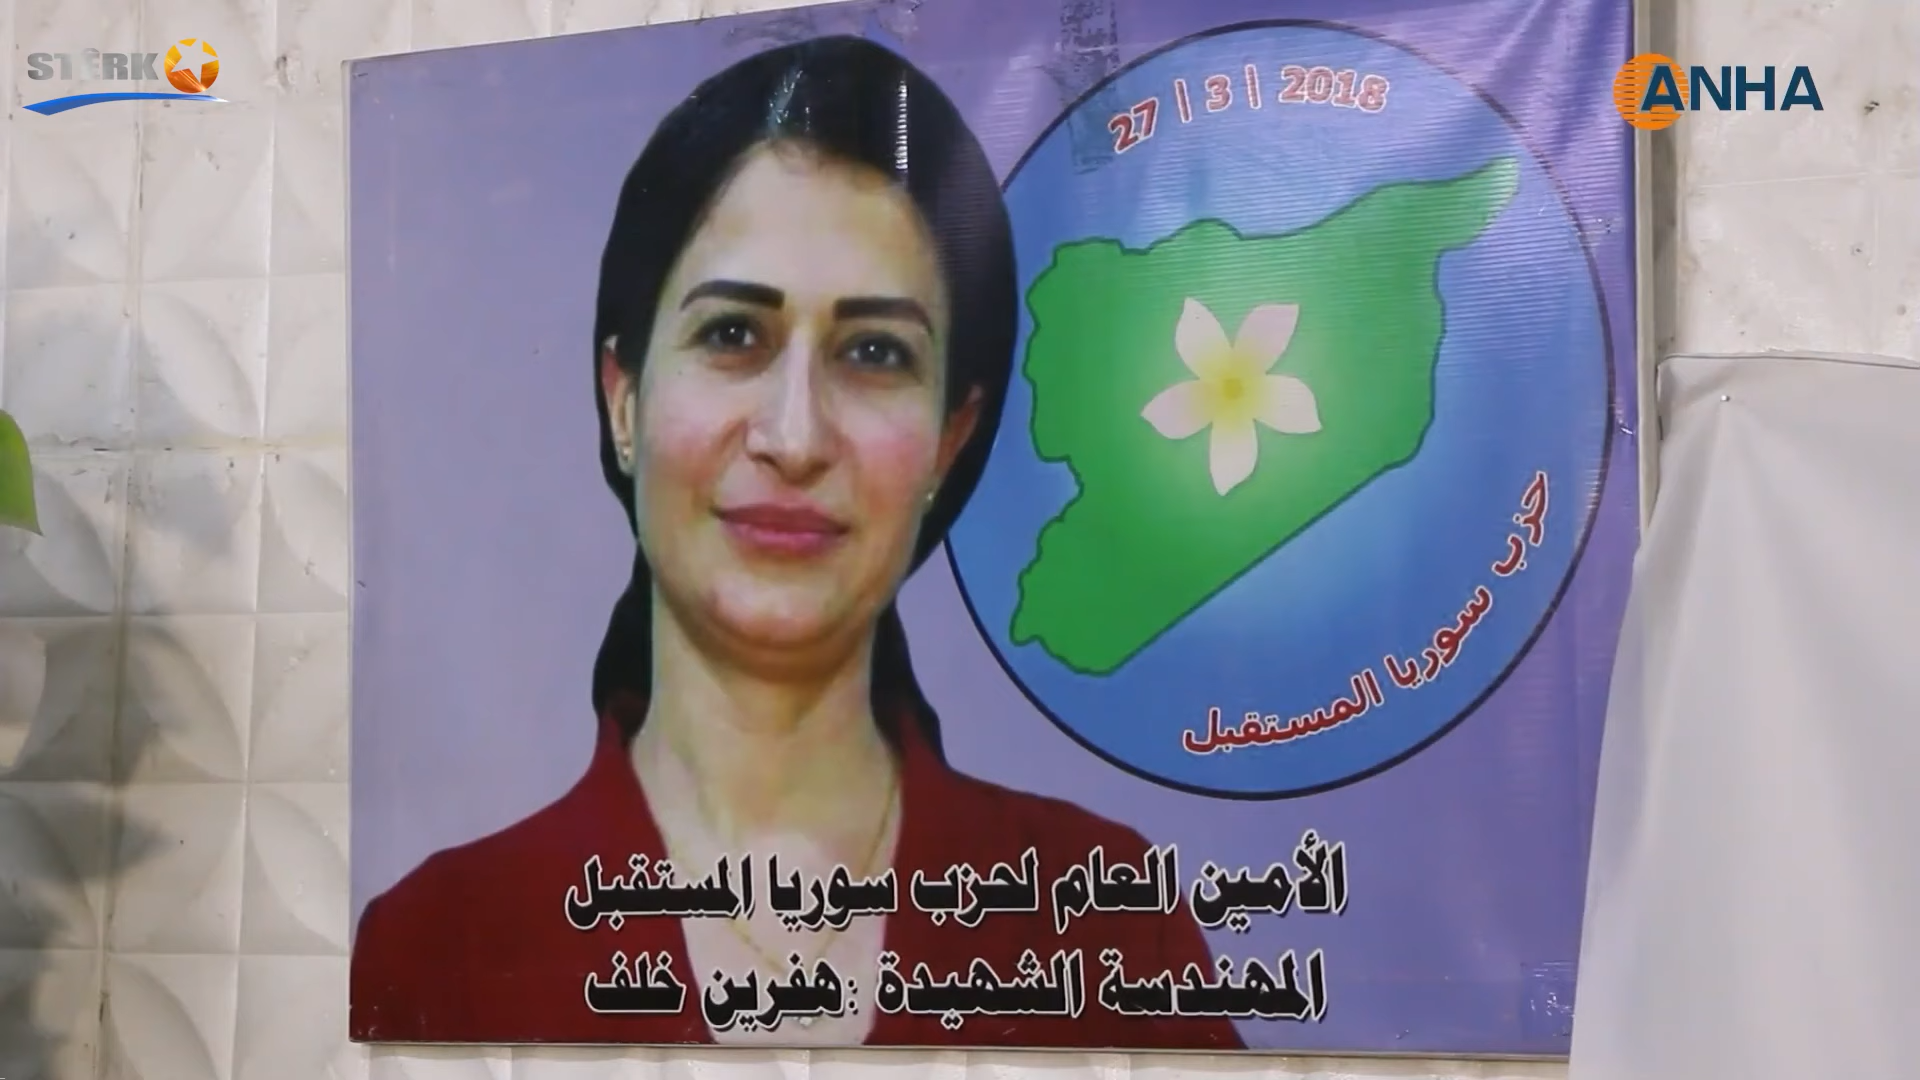 STÊRK
ANHA
27 | 3 | 2018
حزب سوريا المستقبل
الأمين العام لحزب سوريا المستقبل
المهندسة الشهيدة : هفرين خلف